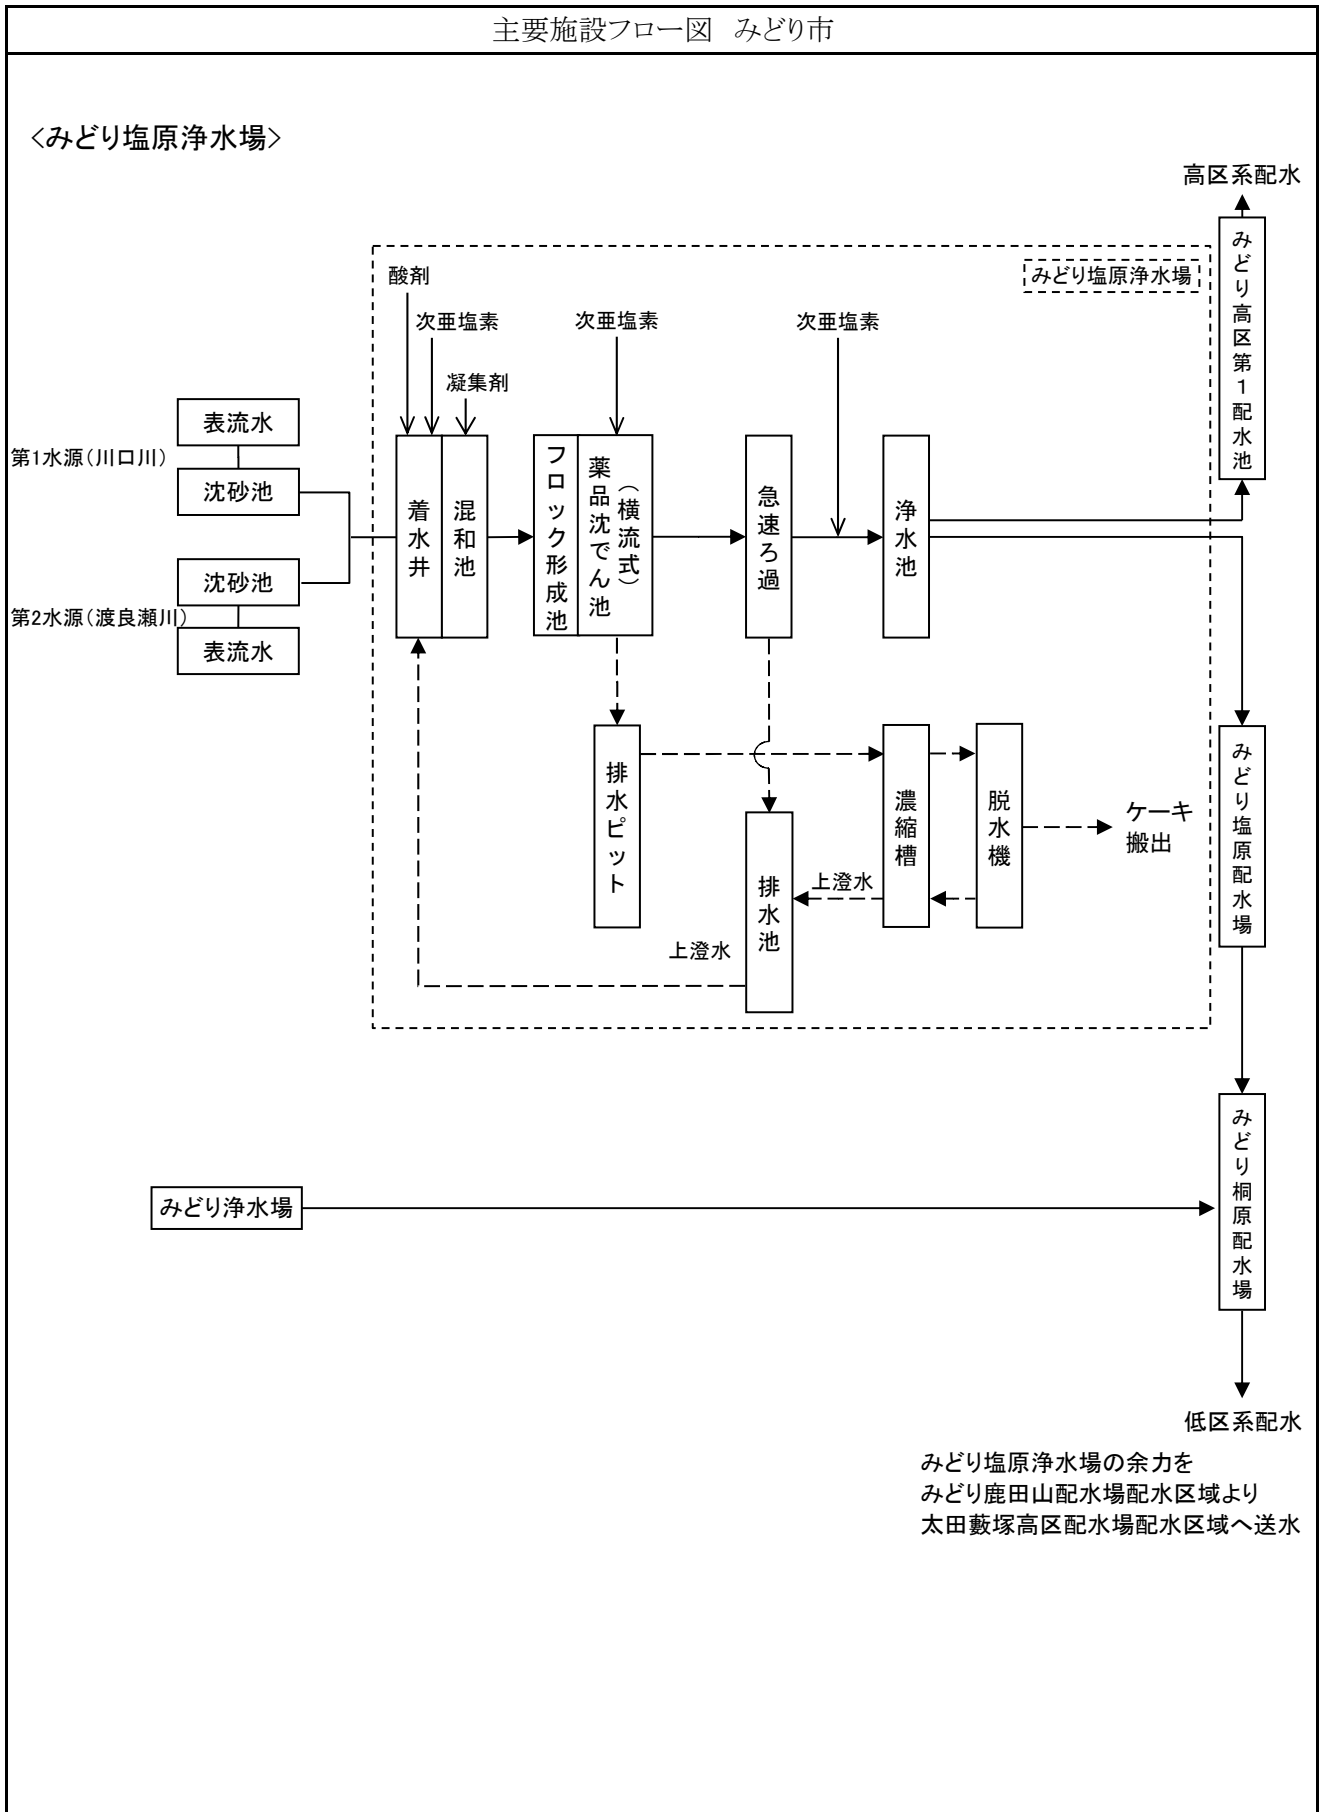 主要施設フロー図　みどり市
<みどり塩原浄水場>
高区系配水
みどり高区第1配水池
みどり塩原浄水場
酸剤
次亜塩素
次亜塩素
次亜塩素
凝集剤
表流水
第1水源(川口川)
沈砂池
沈砂池
第2水源(渡良瀬川)
表流水
着水井
混和池
フロック形成池
薬品沈でん池
(横流式)
急速ろ過
浄水池
排水ピット
濃縮槽
脱水機
ケーキ
搬出
みどり塩原配水場
上澄水
排水池
上澄水
みどり浄水場
みどり桐原配水場
低区系配水
みどり塩原浄水場の余力を
みどり鹿田山配水場配水区域より
太田藪塚高区配水場配水区域へ送水